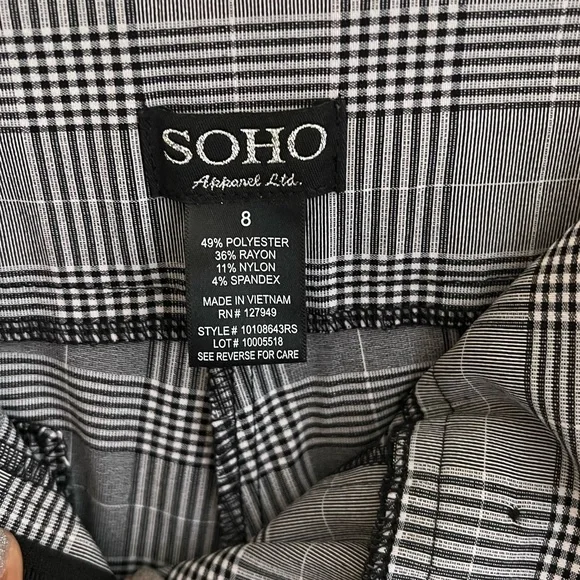 SOHO
Apparel Ltd.
8
49% POLYESTER
36% RAYON
11% NYLON
4% SPANDEX
MADE IN VIETNAM
RN # 127949
STYLE # 10108643RS
LOT# 10005518
SEE REVERSE FOR CARE